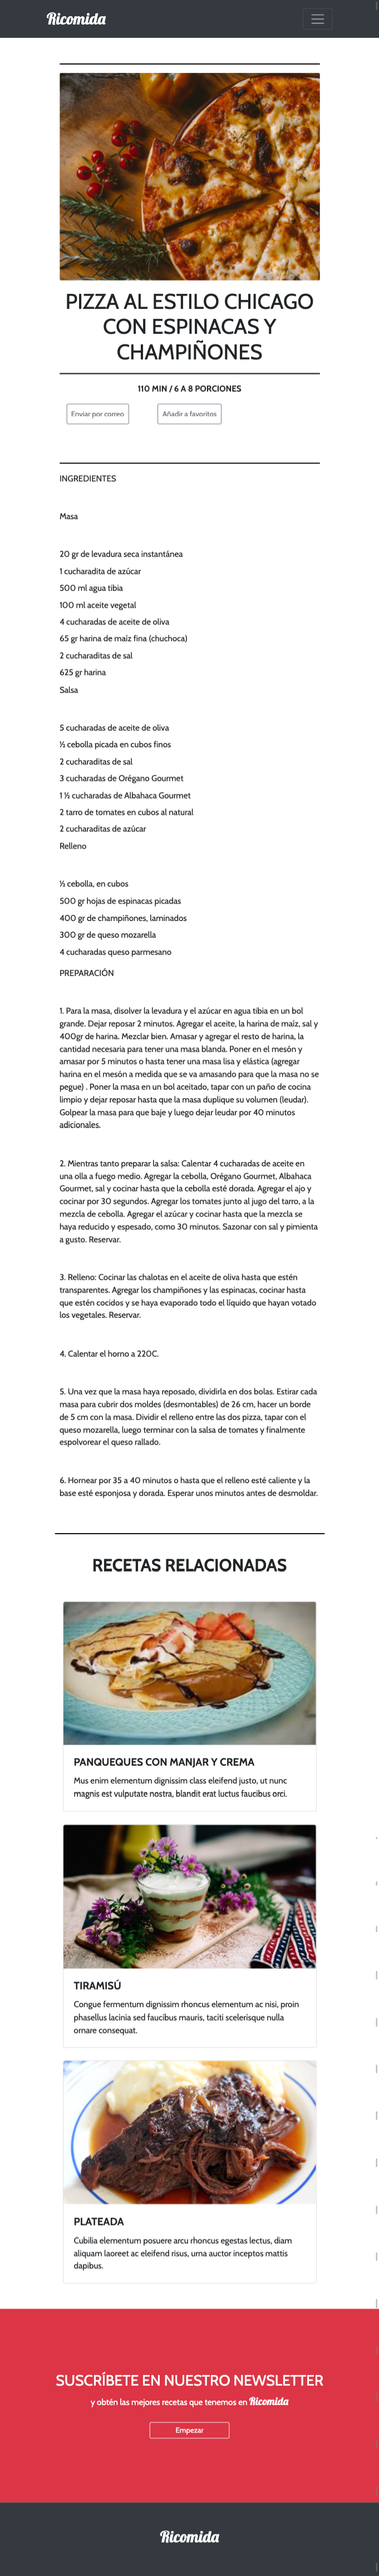 Ricomida
PIZZA AL ESTILO CHICAGO
CON ESPINACAS Y
CHAMPIÑONES
110 MIN / 6 A 8 PORCIONES
Enviar por correo
Añadir a favoritos
INGREDIENTES
Masa
20 gr de levadura seca instantánea
1 cucharadita de azúcar
500 ml agua tibia
100 ml aceite vegetal
4 cucharadas de aceite de oliva
65 gr harina de maíz fina (chuchoca)
2 cucharaditas de sal
625 gr harina
Salsa
5 cucharadas de aceite de oliva
½ cebolla picada en cubos finos
2 cucharaditas de sal
3 cucharadas de Orégano Gourmet
1 ½ cucharadas de Albahaca Gourmet
2 tarro de tomates en cubos al natural
2 cucharaditas de azúcar
Relleno
½ cebolla, en cubos
500 gr hojas de espinacas picadas
400 gr de champiñones, laminados
300 gr de queso mozarella
4 cucharadas queso parmesano
PREPARACIÓN
1. Para la masa, disolver la levadura y el azúcar en agua tibia en un bol
grande. Dejar reposar 2 minutos. Agregar el aceite, la harina de maíz, sal y
400gr de harina. Mezclar bien. Amasar y agregar el resto de harina, la
cantidad necesaria para tener una masa blanda. Poner en el mesón y
amasar por 5 minutos o hasta tener una masa lisa y elástica (agregar
harina en el mesón a medida que se va amasando para que la masa no se
pegue) . Poner la masa en un bol aceitado, tapar con un paño de cocina
limpio y dejar reposar hasta que la masa duplique su volumen (leudar).
Golpear la masa para que baje y luego dejar leudar por 40 minutos
adicionales.
2. Mientras tanto preparar la salsa: Calentar 4 cucharadas de aceite en
una olla a fuego medio. Agregar la cebolla, Orégano Gourmet, Albahaca
Gourmet, sal y cocinar hasta que la cebolla esté dorada. Agregar el ajo y
cocinar por 30 segundos. Agregar los tomates junto al jugo del tarro, a la
mezcla de cebolla. Agregar el azúcar y cocinar hasta que la mezcla se
haya reducido y espesado, como 30 minutos. Sazonar con sal y pimienta
a gusto. Reservar.
3. Relleno: Cocinar las chalotas en el aceite de oliva hasta que estén
transparentes. Agregar los champiñones y las espinacas, cocinar hasta
que estén cocidos y se haya evaporado todo el líquido que hayan votado
los vegetales. Reservar.
4. Calentar el horno a 220C.
5. Una vez que la masa haya reposado, dividirla en dos bolas. Estirar cada
masa para cubrir dos moldes (desmontables) de 26 cm, hacer un borde
de 5 cm con la masa. Dividir el relleno entre las dos pizza, tapar con el
queso mozarella, luego terminar con la salsa de tomates y finalmente
espolvorear el queso rallado.
6. Hornear por 35 a 40 minutos o hasta que el relleno esté caliente y la
base esté esponjosa y dorada. Esperar unos minutos antes de desmoldar.
RECETAS RELACIONADAS
PANQUEQUES CON MANJAR Y CREMA
Mus enim elementum dignissim class eleifend justo, ut nunc
magnis est vulputate nostra, blandit erat luctus faucibus orci.
TIRAMISÚ
Congue fermentum dignissim rhoncus elementum ac nisi, proin
phasellus lacinia sed faucibus mauris, taciti scelerisque nulla
ornare consequat.
PLATEADA
Cubilia elementum posuere arcu rhoncus egestas lectus, diam
aliquam laoreet ac eleifend risus, urna auctor inceptos mattis
dapibus.
SUSCRÍBETE EN NUESTRO NEWSLETTER
y obtén las mejores recetas que tenemos en Ricomida
Empezar
Ricomida